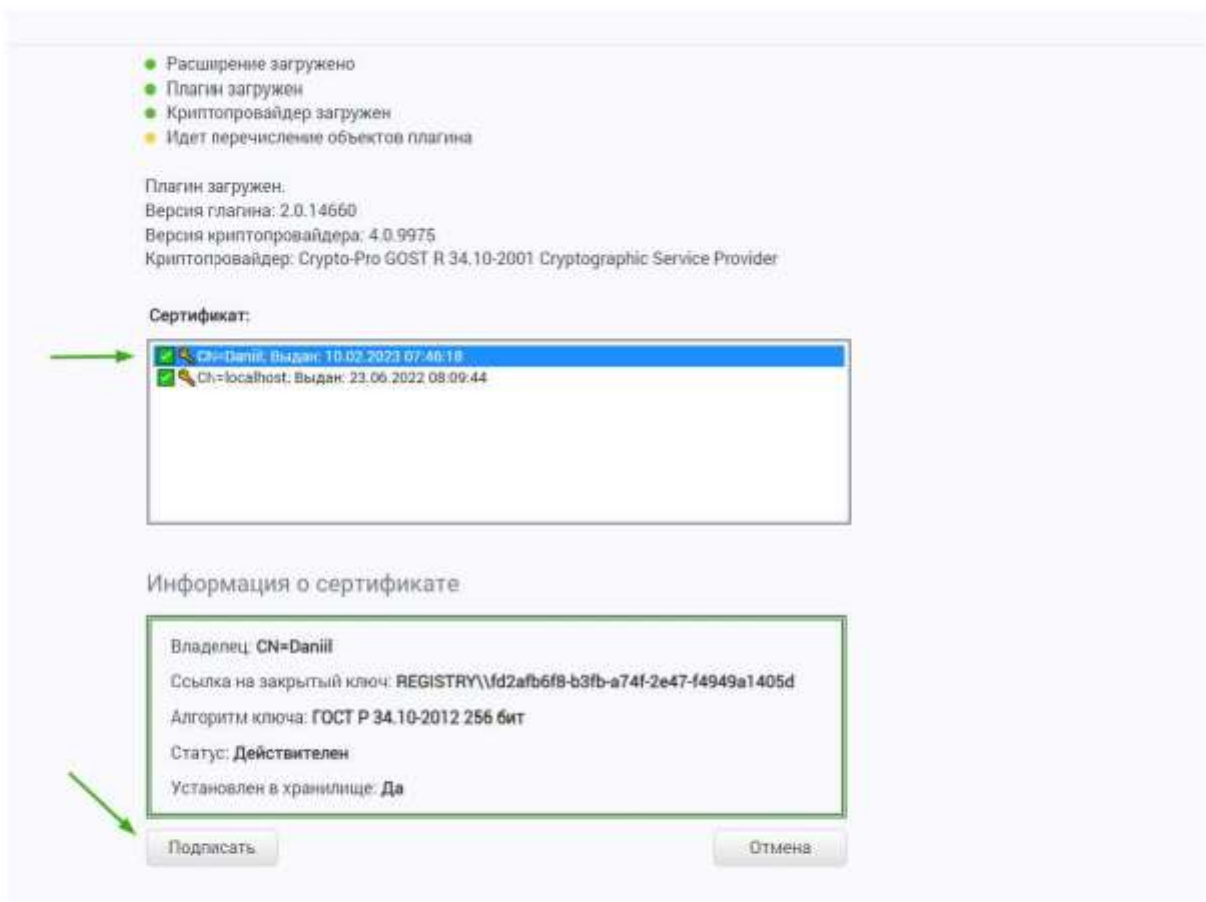 Расширение загружено
Плагин загружен
Криптопровайдер загружен
Идет перечисление объектов плагина
Плагин загружен.
Версия плагина: 2.0.14660
Версия криптопровайдера: 4.0.9975
Криптопровайдер: Crypto-Pro GOST R 34.10-2001 Cryptographic Service Provider
Сертификат:
CN=Daniil; Выдан: 10.02.2023 07:46:18
CN=localhost; Выдан: 23.06.2022 08:09:44
Информация о сертификате
Владелец: CN=Daniil
Ссылка на закрытый ключ: REGISTRY\\fd2afb6f8-b3fb-a74f-2e47-f4949a1405d
Алгоритм ключа: ГОСТ Р 34.10-2012 256 бит
Статус: Действителен
Установлен в хранилище: Да
Подписать Отмена